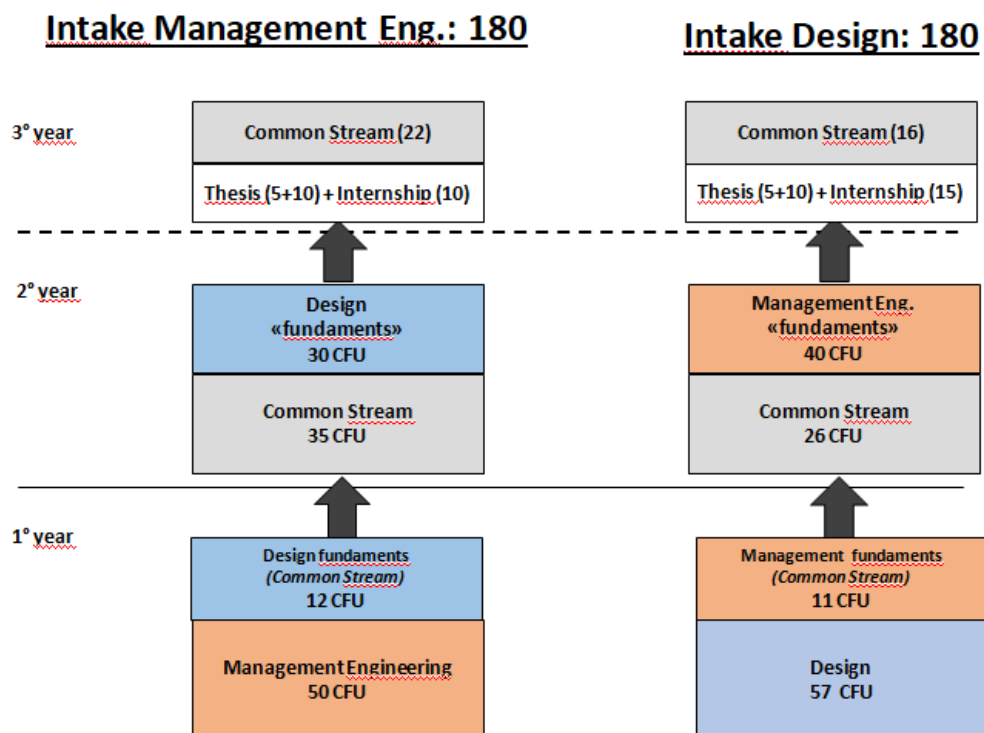 Intake Management Eng.: 180
Intake Design: 180
3° year
Common Stream (22)
Thesis (5+10) + Internship (10)
Common Stream (16)
Thesis (5+10) + Internship (15)
2° year
Design
«fundaments»
30 CFU
Common Stream
35 CFU
Management Eng.
«fundaments»
40 CFU
Common Stream
26 CFU
1° year
Design fundaments
(Common Stream)
12 CFU
Management Engineering
50 CFU
Management fundaments
(Common Stream)
11 CFU
Design
57 CFU